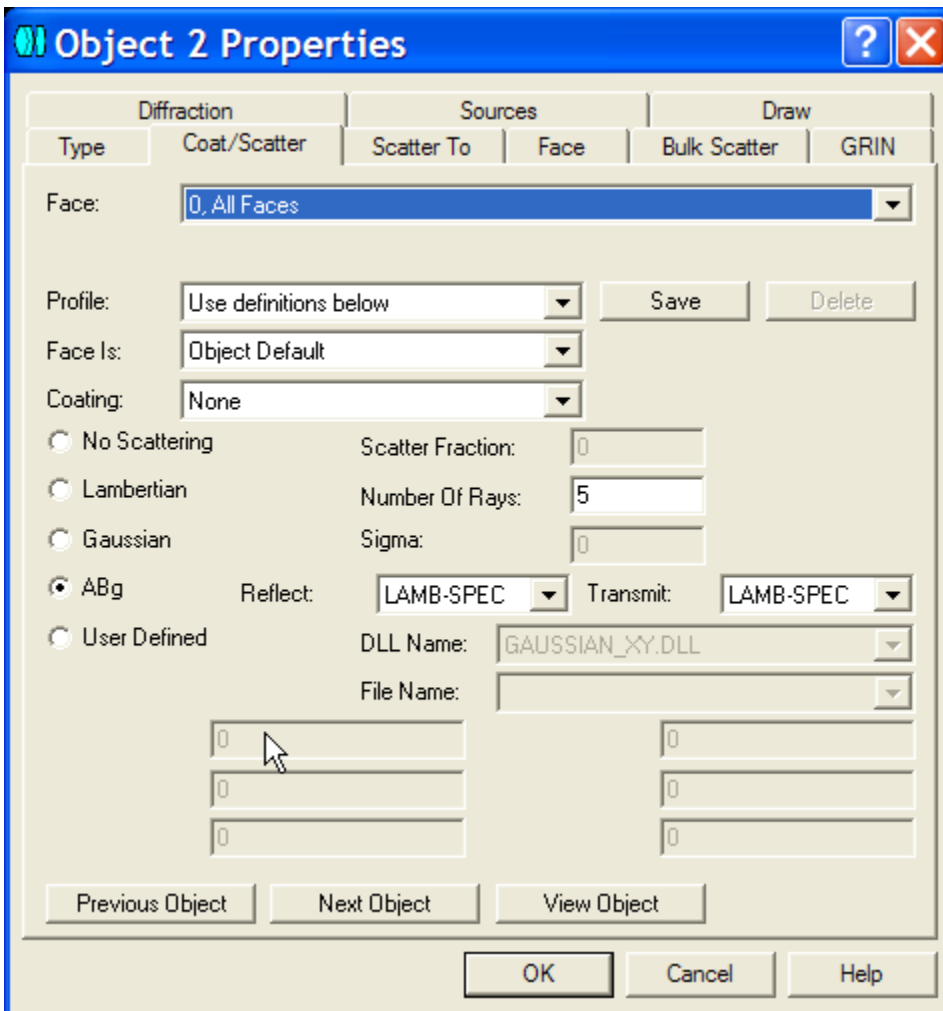 Object 2 Properties
Diffraction Sources Draw
Type Coat/Scatter Scatter To Face Bulk Scatter GRIN
Face: 0, All Faces
Profile: Use definitions below Save Delete
Face Is: Object Default
Coating: None
No Scattering Scatter Fraction: 0
Lambertian Number Of Rays: 5
Gaussian Sigma: 0
ABg Reflect: LAMB-SPEC Transmit: LAMB-SPEC
User Defined DLL Name: GAUSSIAN_XY.DLL
File Name:
0 0
0 0
0 0
Previous Object Next Object View Object
OK Cancel Help